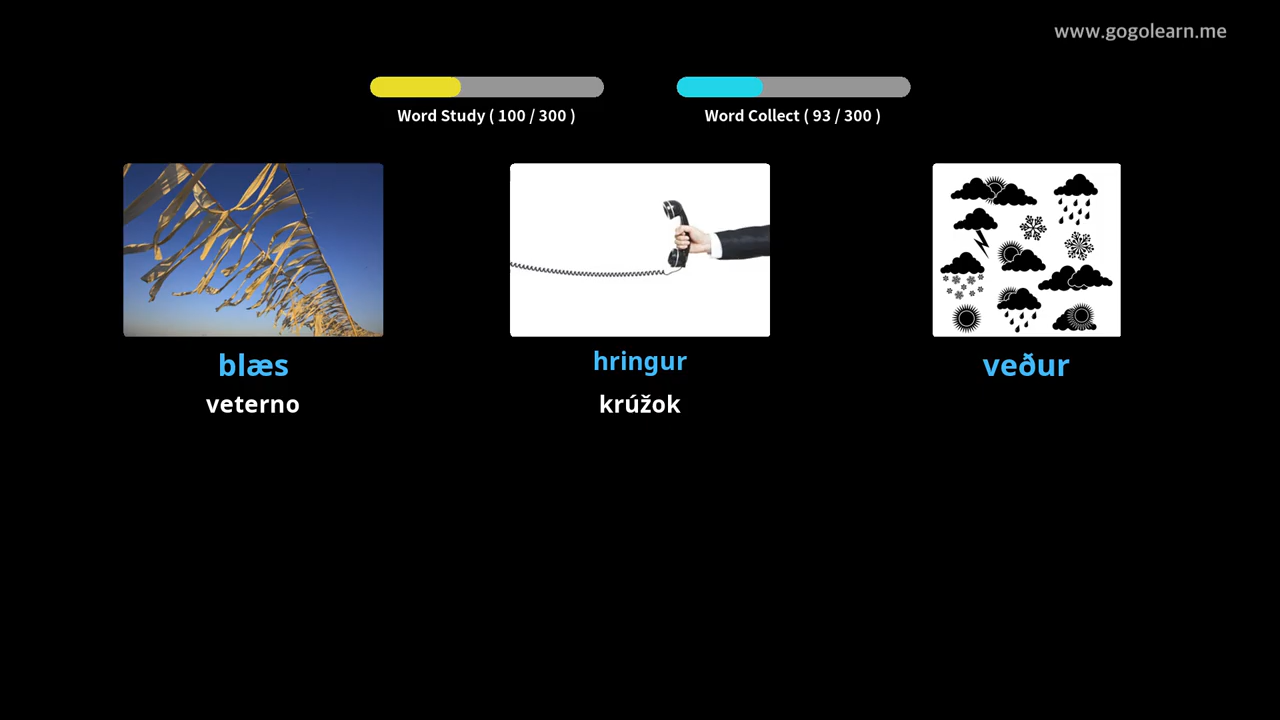 www.gogolearn.me
Word Study ( 100 / 300 )
Word Collect ( 93 / 300 )
blæs
hringur
veður
veterno
krúžok